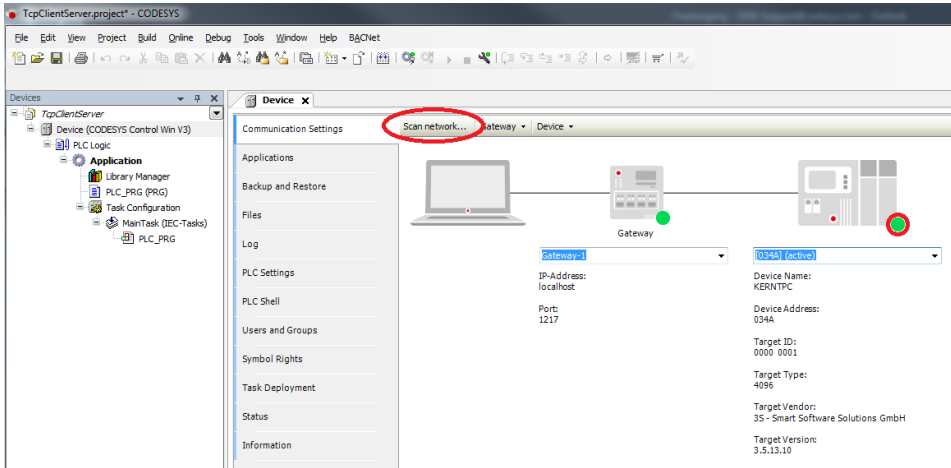 TcpClientServer.project* - CODESYS
File Edit View Project Build Online Debug Tools Window Help BACNet
Devices
TcpClientServer
Device (CODESYS Control Win V3)
PLC Logic
Application
Library Manager
PLC_PRG (PRG)
Task Configuration
MainTask (IEC-Tasks)
PLC_PRG
Device
Communication Settings
Applications
Backup and Restore
Files
Log
PLC Settings
PLC Shell
Users and Groups
Symbol Rights
Task Deployment
Status
Information
Scan network... Gateway Device
Gateway
Gateway-1
IP-Address:
localhost
Port:
1217
[034A] (active)
Device Name:
KERNTPC
Device Address:
034A
Target ID:
0000 0001
Target Type:
4096
Target Vendor:
3S - Smart Software Solutions GmbH
Target Version:
3.5.13.10